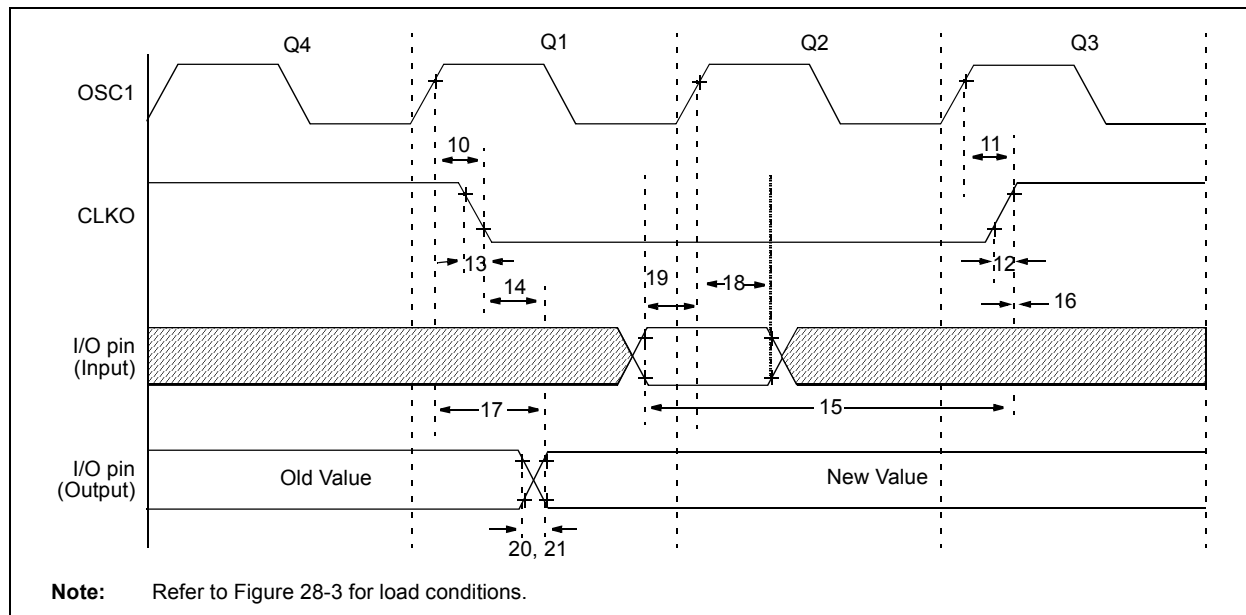 Q4 Q1 Q2 Q3
OSC1
10 11
CLKO
13 12
14 19 18 16
I/O pin
(Input)
17 15
I/O pin
(Output)
Old Value New Value
20, 21
Note: Refer to Figure 28-3 for load conditions.